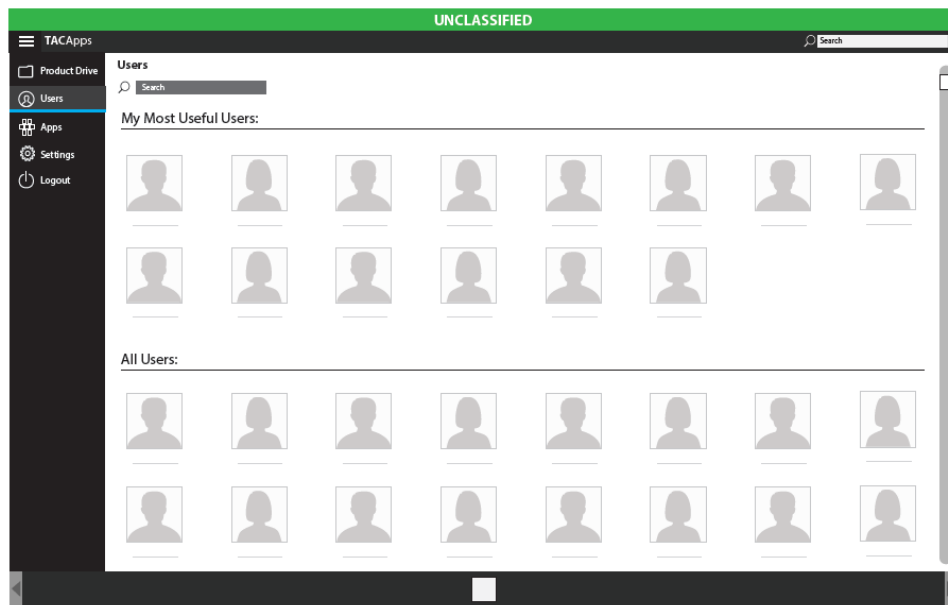 UNCLASSIFIED
TACApps
Search
Product Drive
Users
Apps
Settings
Logout
Users
Search
My Most Useful Users:
All Users: